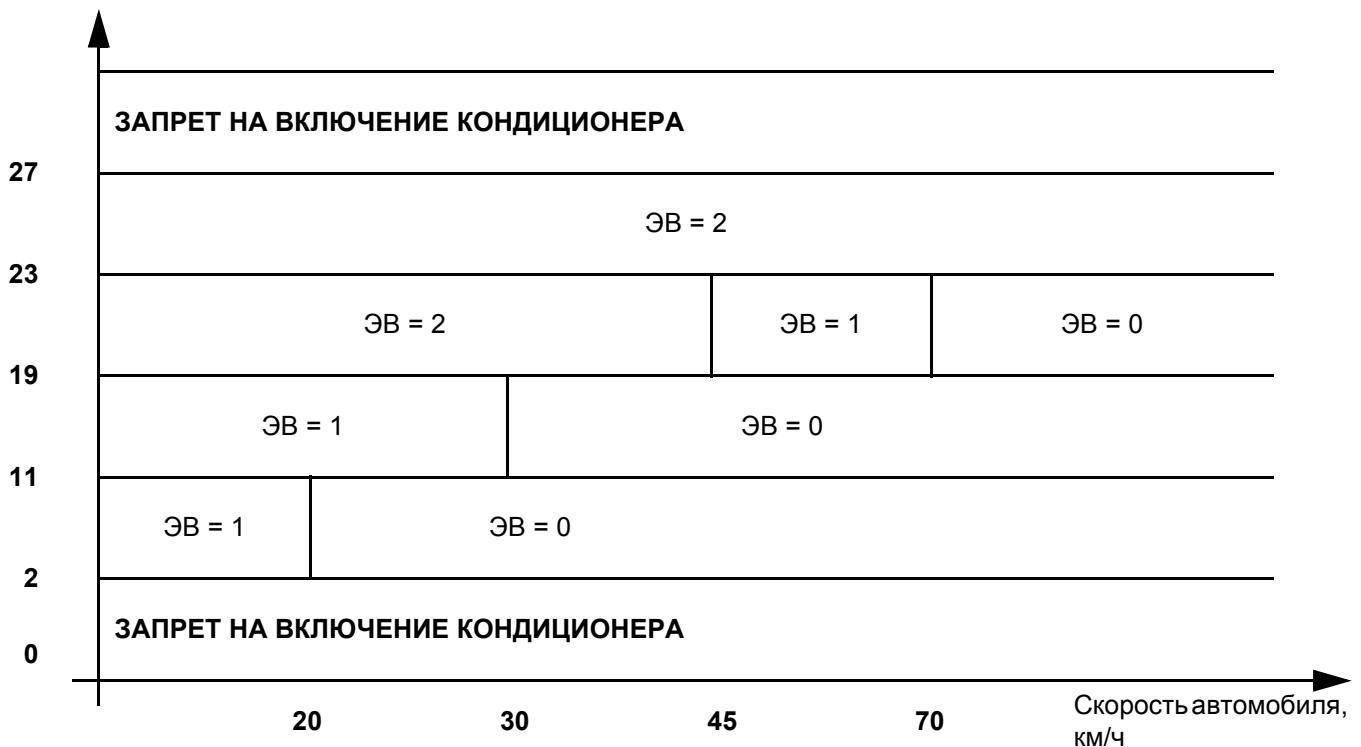 ЗАПРЕТ НА ВКЛЮЧЕНИЕ КОНДИЦИОНЕРА
27
ЭВ = 2
23
ЭВ = 2 ЭВ = 1 ЭВ = 0
19
ЭВ = 1 ЭВ = 0
11
ЭВ = 1 ЭВ = 0
2
ЗАПРЕТ НА ВКЛЮЧЕНИЕ КОНДИЦИОНЕРА
0
20 30 45 70
Скорость автомобиля,
км/ч